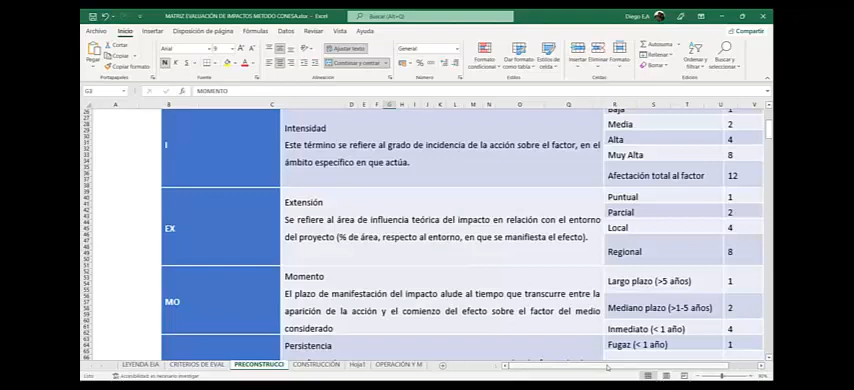 MATRIZ EVALUACIÓN DE IMPACTOS METODO CONESA.xlsx - Excel
Buscar (Alt+Q)
Diego E.A
Archivo Inicio Insertar Disposición de página Fórmulas Datos Revisar Vista Ayuda
Compartir
Pegar
Cortar
Copiar
Portapapeles
Arial
9
N K S
Fuente
Ajustar texto
Combinar y centrar
Alineación
General
Número
Formato condicional
Dar formato como tabla
Estilos de celda
Estilos
Insertar Eliminar Formato
Celdas
Autosuma
Rellenar
Borrar
Ordenar y filtrar
Buscar y seleccionar
Edición
G3
MOMENTO
A B C D E F G H I J K L M N O Q R S T U V
Baja 1
I
Intensidad
Este término se refiere al grado de incidencia de la acción sobre el factor, en el
ámbito específico en que actúa.
Media 2
Alta 4
Muy Alta 8
Afectación total al factor 12
EX
Extensión
Se refiere al área de influencia teórica del impacto en relación con el entorno
del proyecto (% de área, respecto al entorno, en que se manifiesta el efecto).
Puntual 1
Parcial 2
Local 4
Regional 8
MO
Momento
El plazo de manifestación del impacto alude al tiempo que transcurre entre la
aparición de la acción y el comienzo del efecto sobre el factor del medio
considerado
Largo plazo (>5 años) 1
Mediano plazo (>1-5 años) 2
Inmediato (< 1 año) 4
Persistencia
Fugaz (< 1 año) 1
LEYENDA EIA CRITERIOS DE EVAL PRECONSTRUCCI CONSTRUCCIÓN Hoja1 OPERACIÓN Y M
Listo
Accesibilidad: es necesario investigar
90%